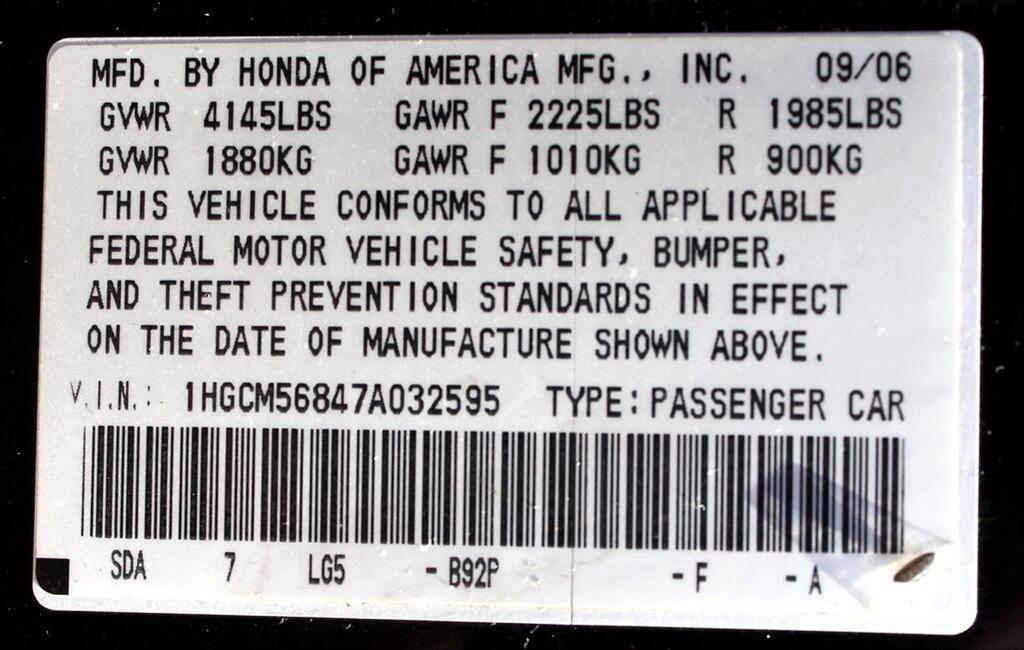 MFD. BY HONDA OF AMERICA MFG., INC. 09/06
GVWR 4145LBS GAWR F 2225LBS R 1985LBS
GVWR 1880KG GAWR F 1010KG R 900KG
THIS VEHICLE CONFORMS TO ALL APPLICABLE
FEDERAL MOTOR VEHICLE SAFETY, BUMPER,
AND THEFT PREVENTION STANDARDS IN EFFECT
ON THE DATE OF MANUFACTURE SHOWN ABOVE.
V.I.N.: 1HGCM56847A032595 TYPE: PASSENGER CAR
SDA 7 LG5 - B92P - F - A